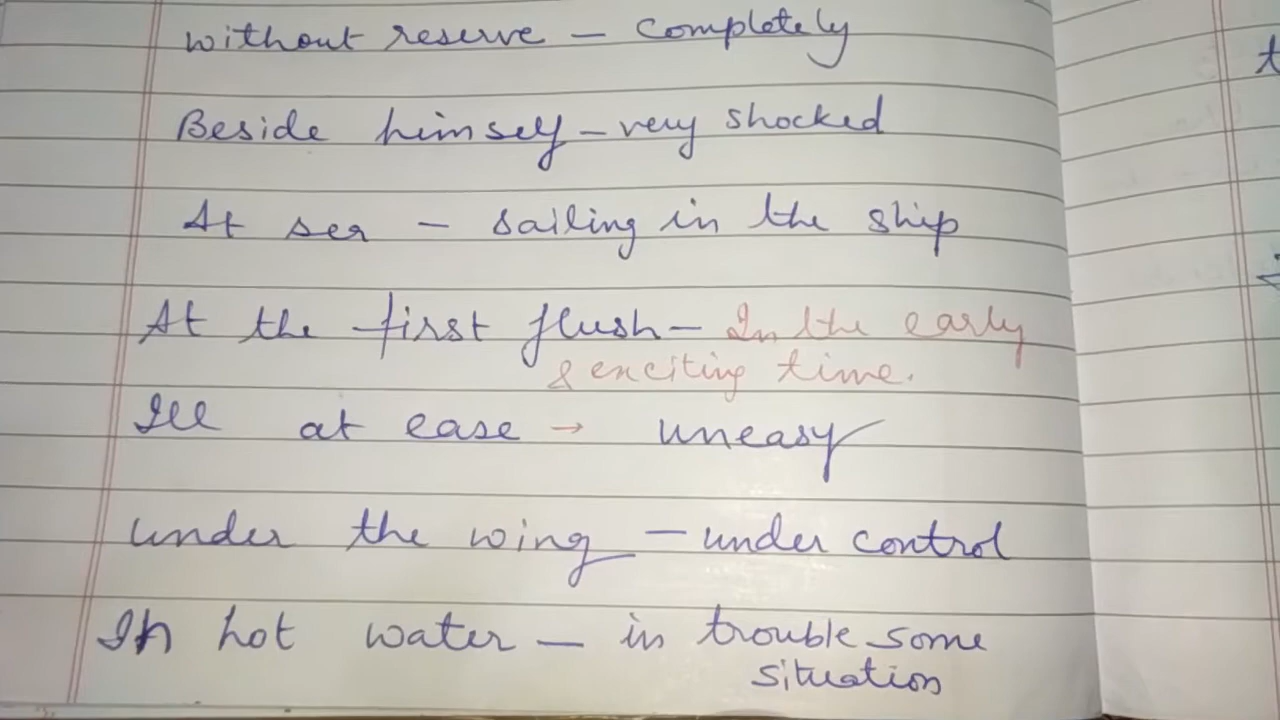 without reserve – Completely
Beside himself – very shocked
At sea – Sailing in the ship
At the first flush – In the early
& exciting time.
Ill at ease → uneasy
under the wing – under control
In hot water – in trouble some
situation